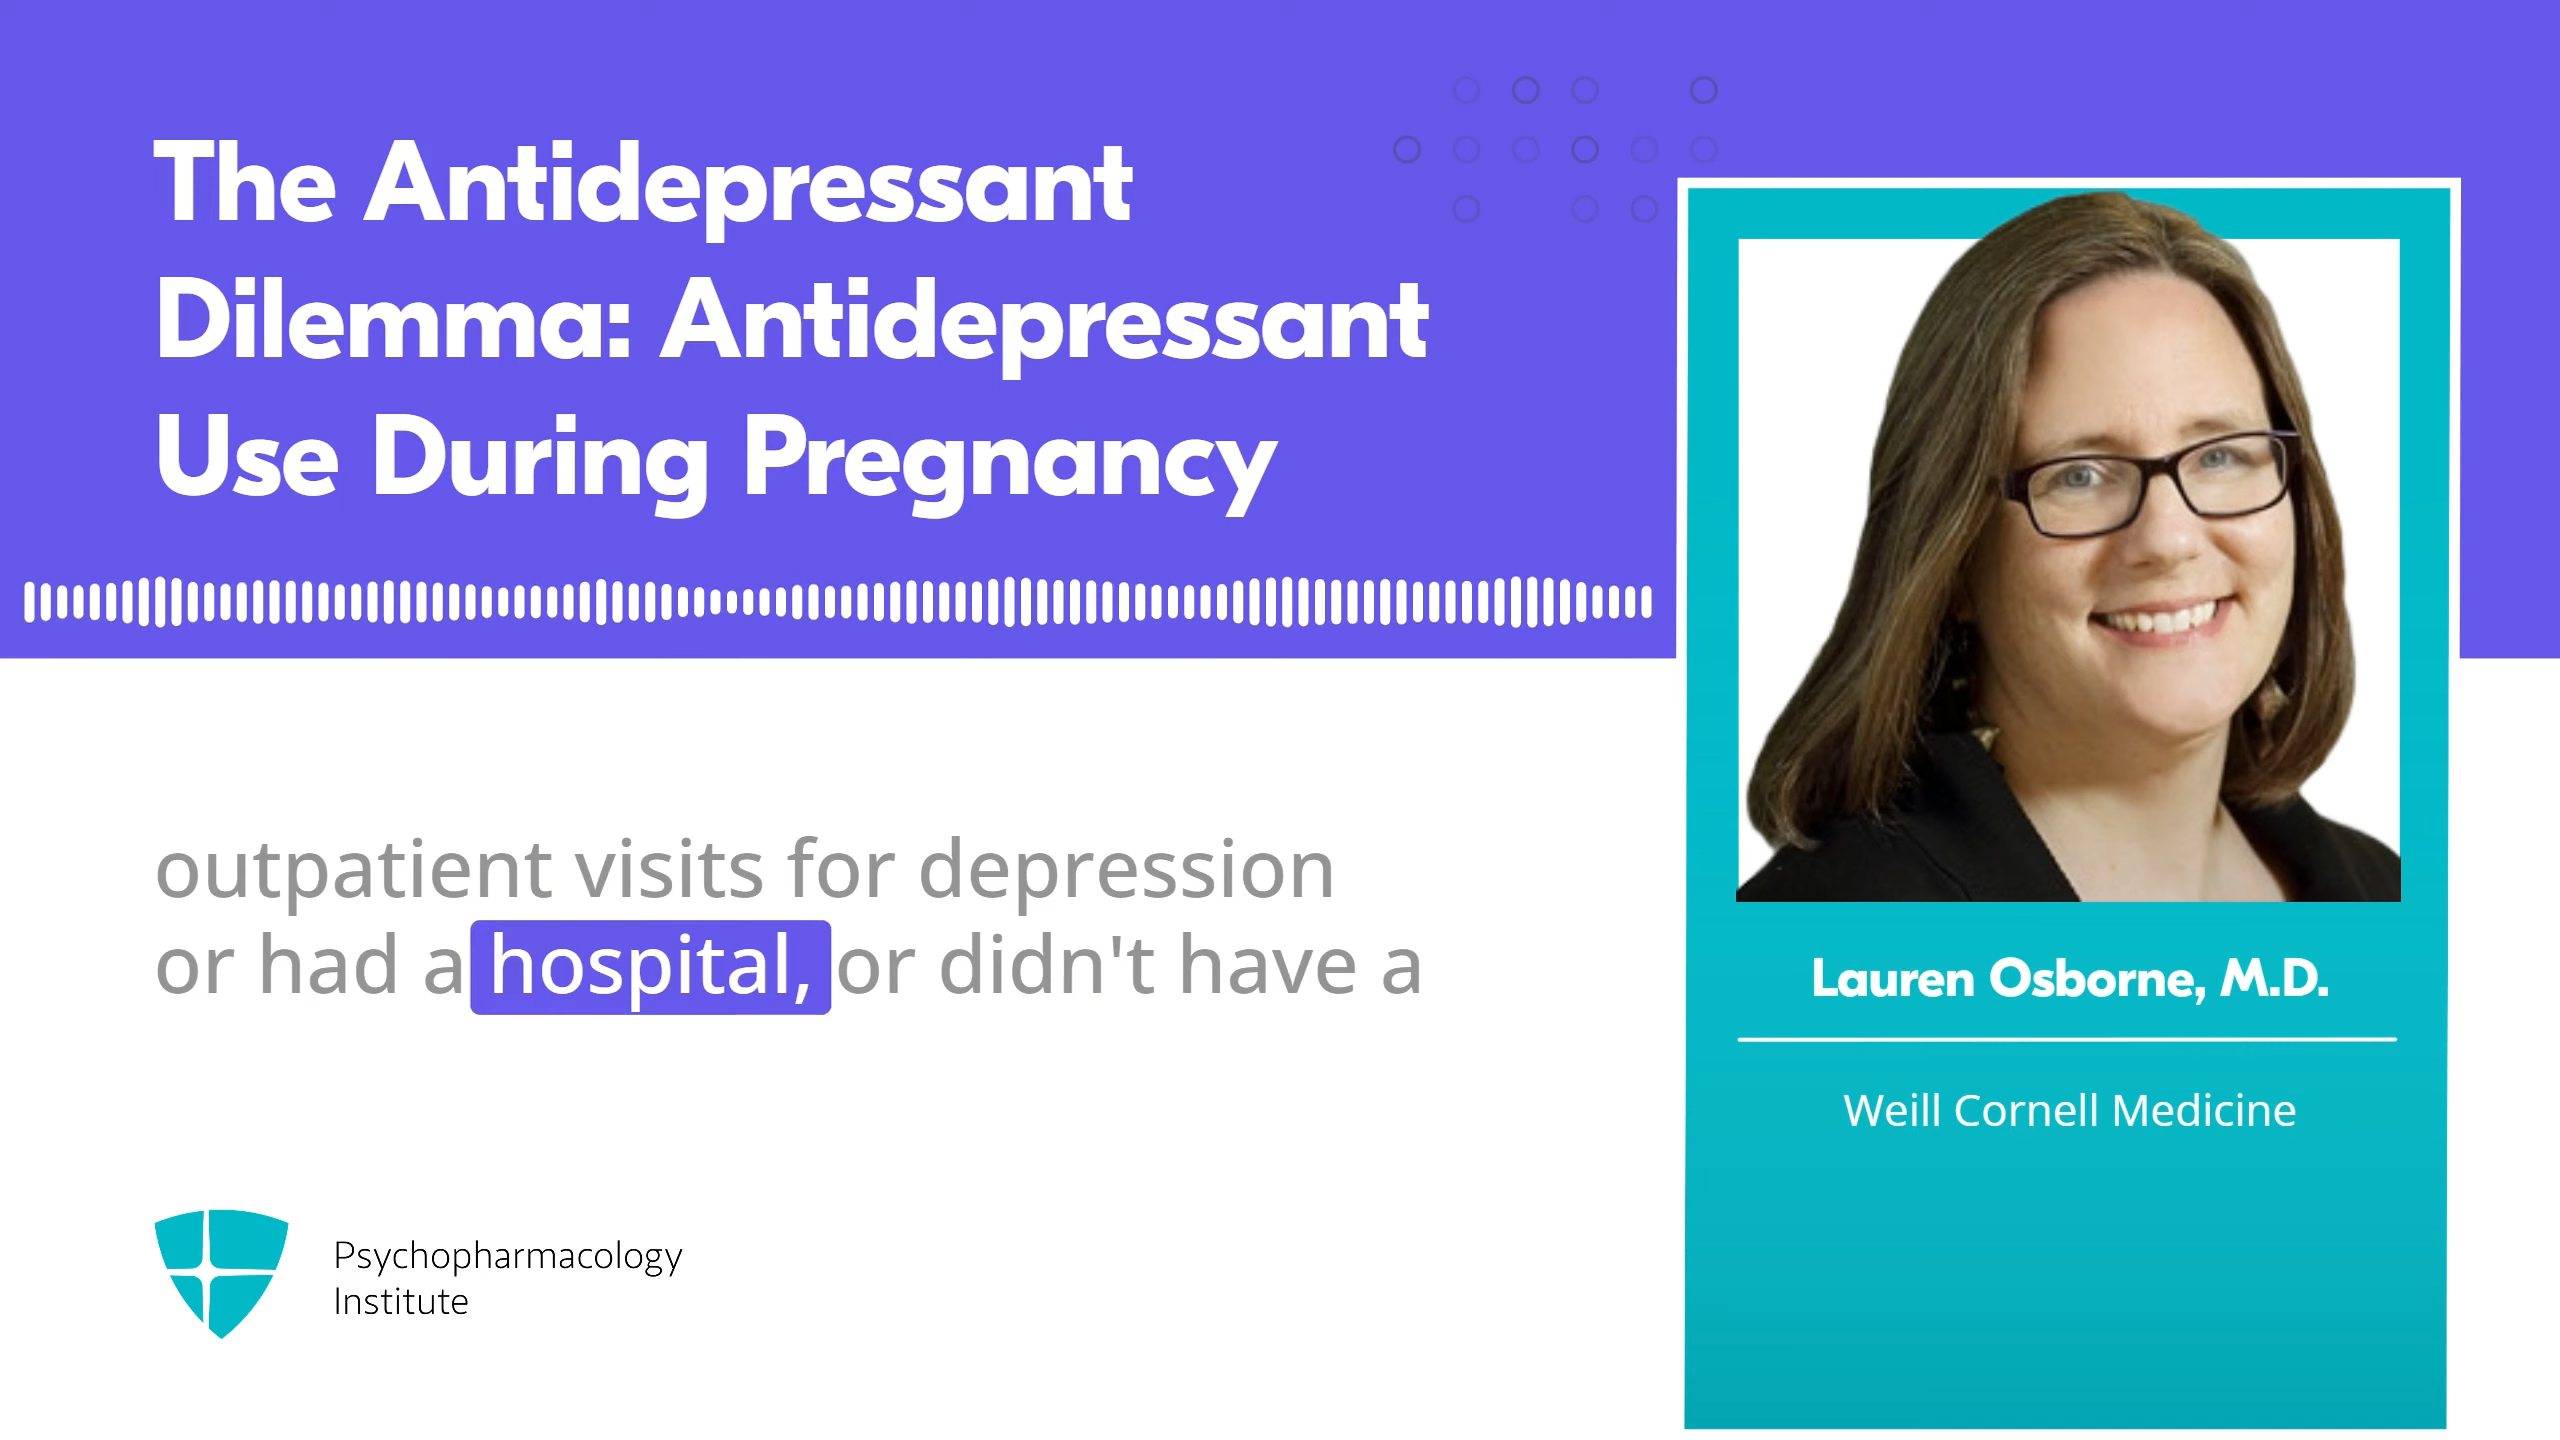 The Antidepressant
Dilemma: Antidepressant
Use During Pregnancy
outpatient visits for depression
or had a hospital, or didn't have a
Lauren Osborne, M.D.
Weill Cornell Medicine
Psychopharmacology
Institute